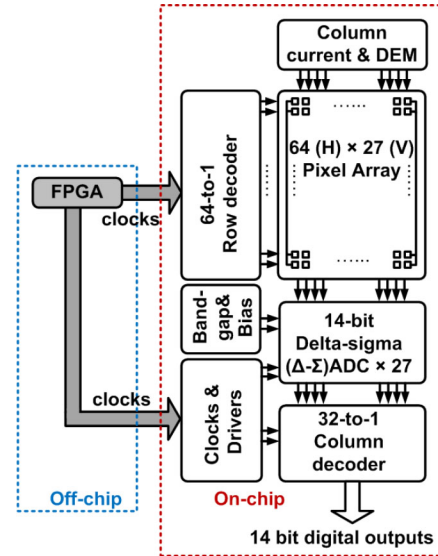 Column
current & DEM
64 (H) × 27 (V)
Pixel Array
64-to-1
Row decoder
FPGA
clocks
Band-
gap&
Bias
14-bit
Delta-sigma
(Δ-Σ)ADC × 27
clocks
Clocks &
Drivers
32-to-1
Column
decoder
Off-chip
On-chip
14 bit digital outputs